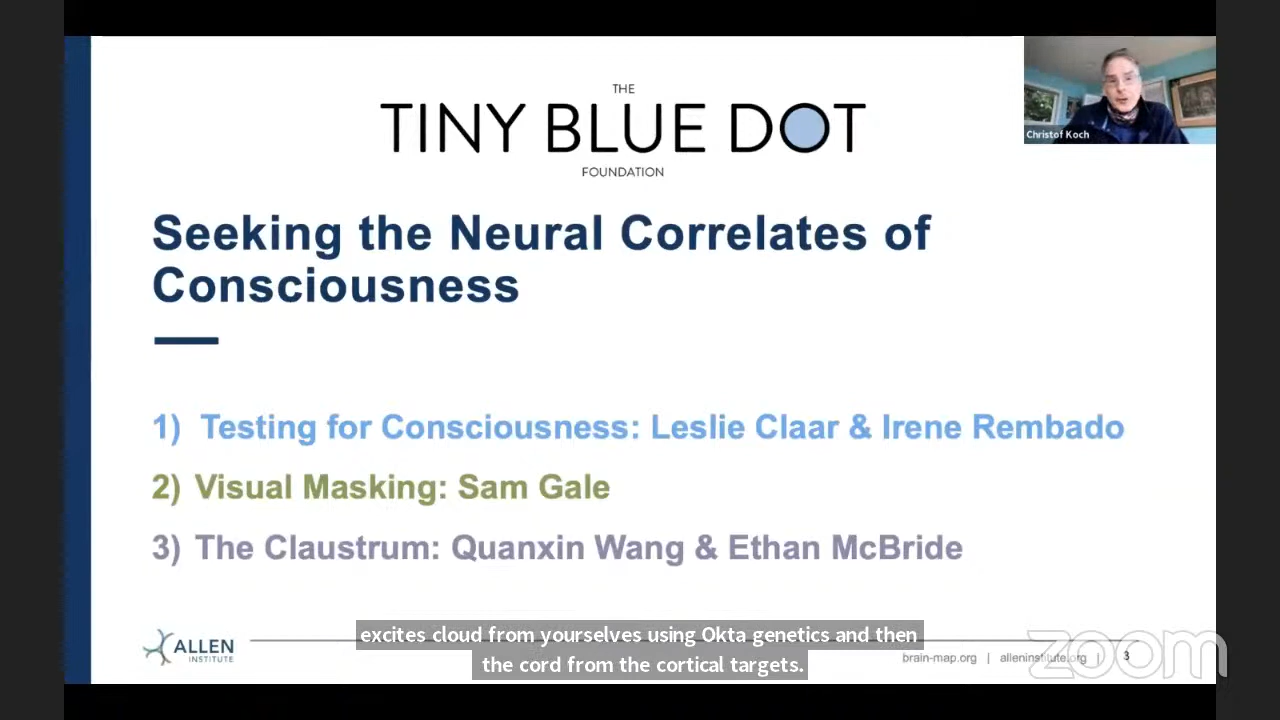 THE
TINY BLUE DOT
FOUNDATION
Christof Koch
Seeking the Neural Correlates of
Consciousness
1) Testing for Consciousness: Leslie Claar & Irene Rembado
2) Visual Masking: Sam Gale
3) The Claustrum: Quanxin Wang & Ethan McBride
excites cloud from yourselves using Okta genetics and then
the cord from the cortical targets.
ALLEN
INSTITUTE
brain-map.org | alleninstitute.org | 3
zoom